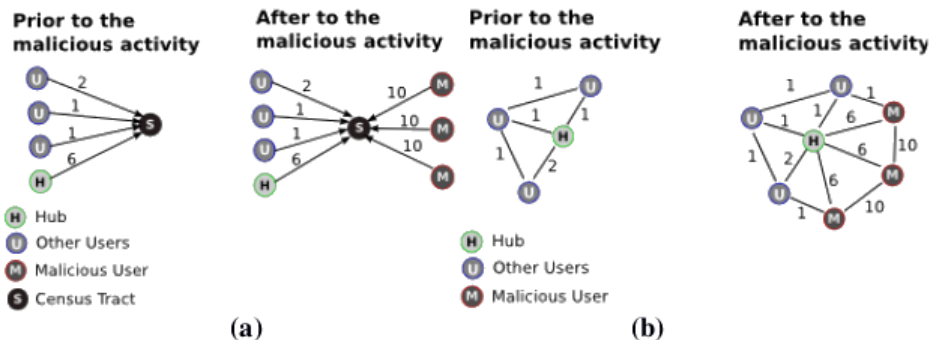 Prior to the
malicious activity
U
U
U
H
2
1
1
6
S
H Hub
U Other Users
M Malicious User
S Census Tract
After to the
malicious activity
U
U
U
H
2
1
1
6
S
10
10
10
M
M
M
(a)
Prior to the
malicious activity
1
U
U
1
1
H
1
2
U
H Hub
U Other Users
M Malicious User
(b)
After to the
malicious activity
1
U
1
U
1
1
6
M
H
1
2
6
10
6
M
U
1
10
M